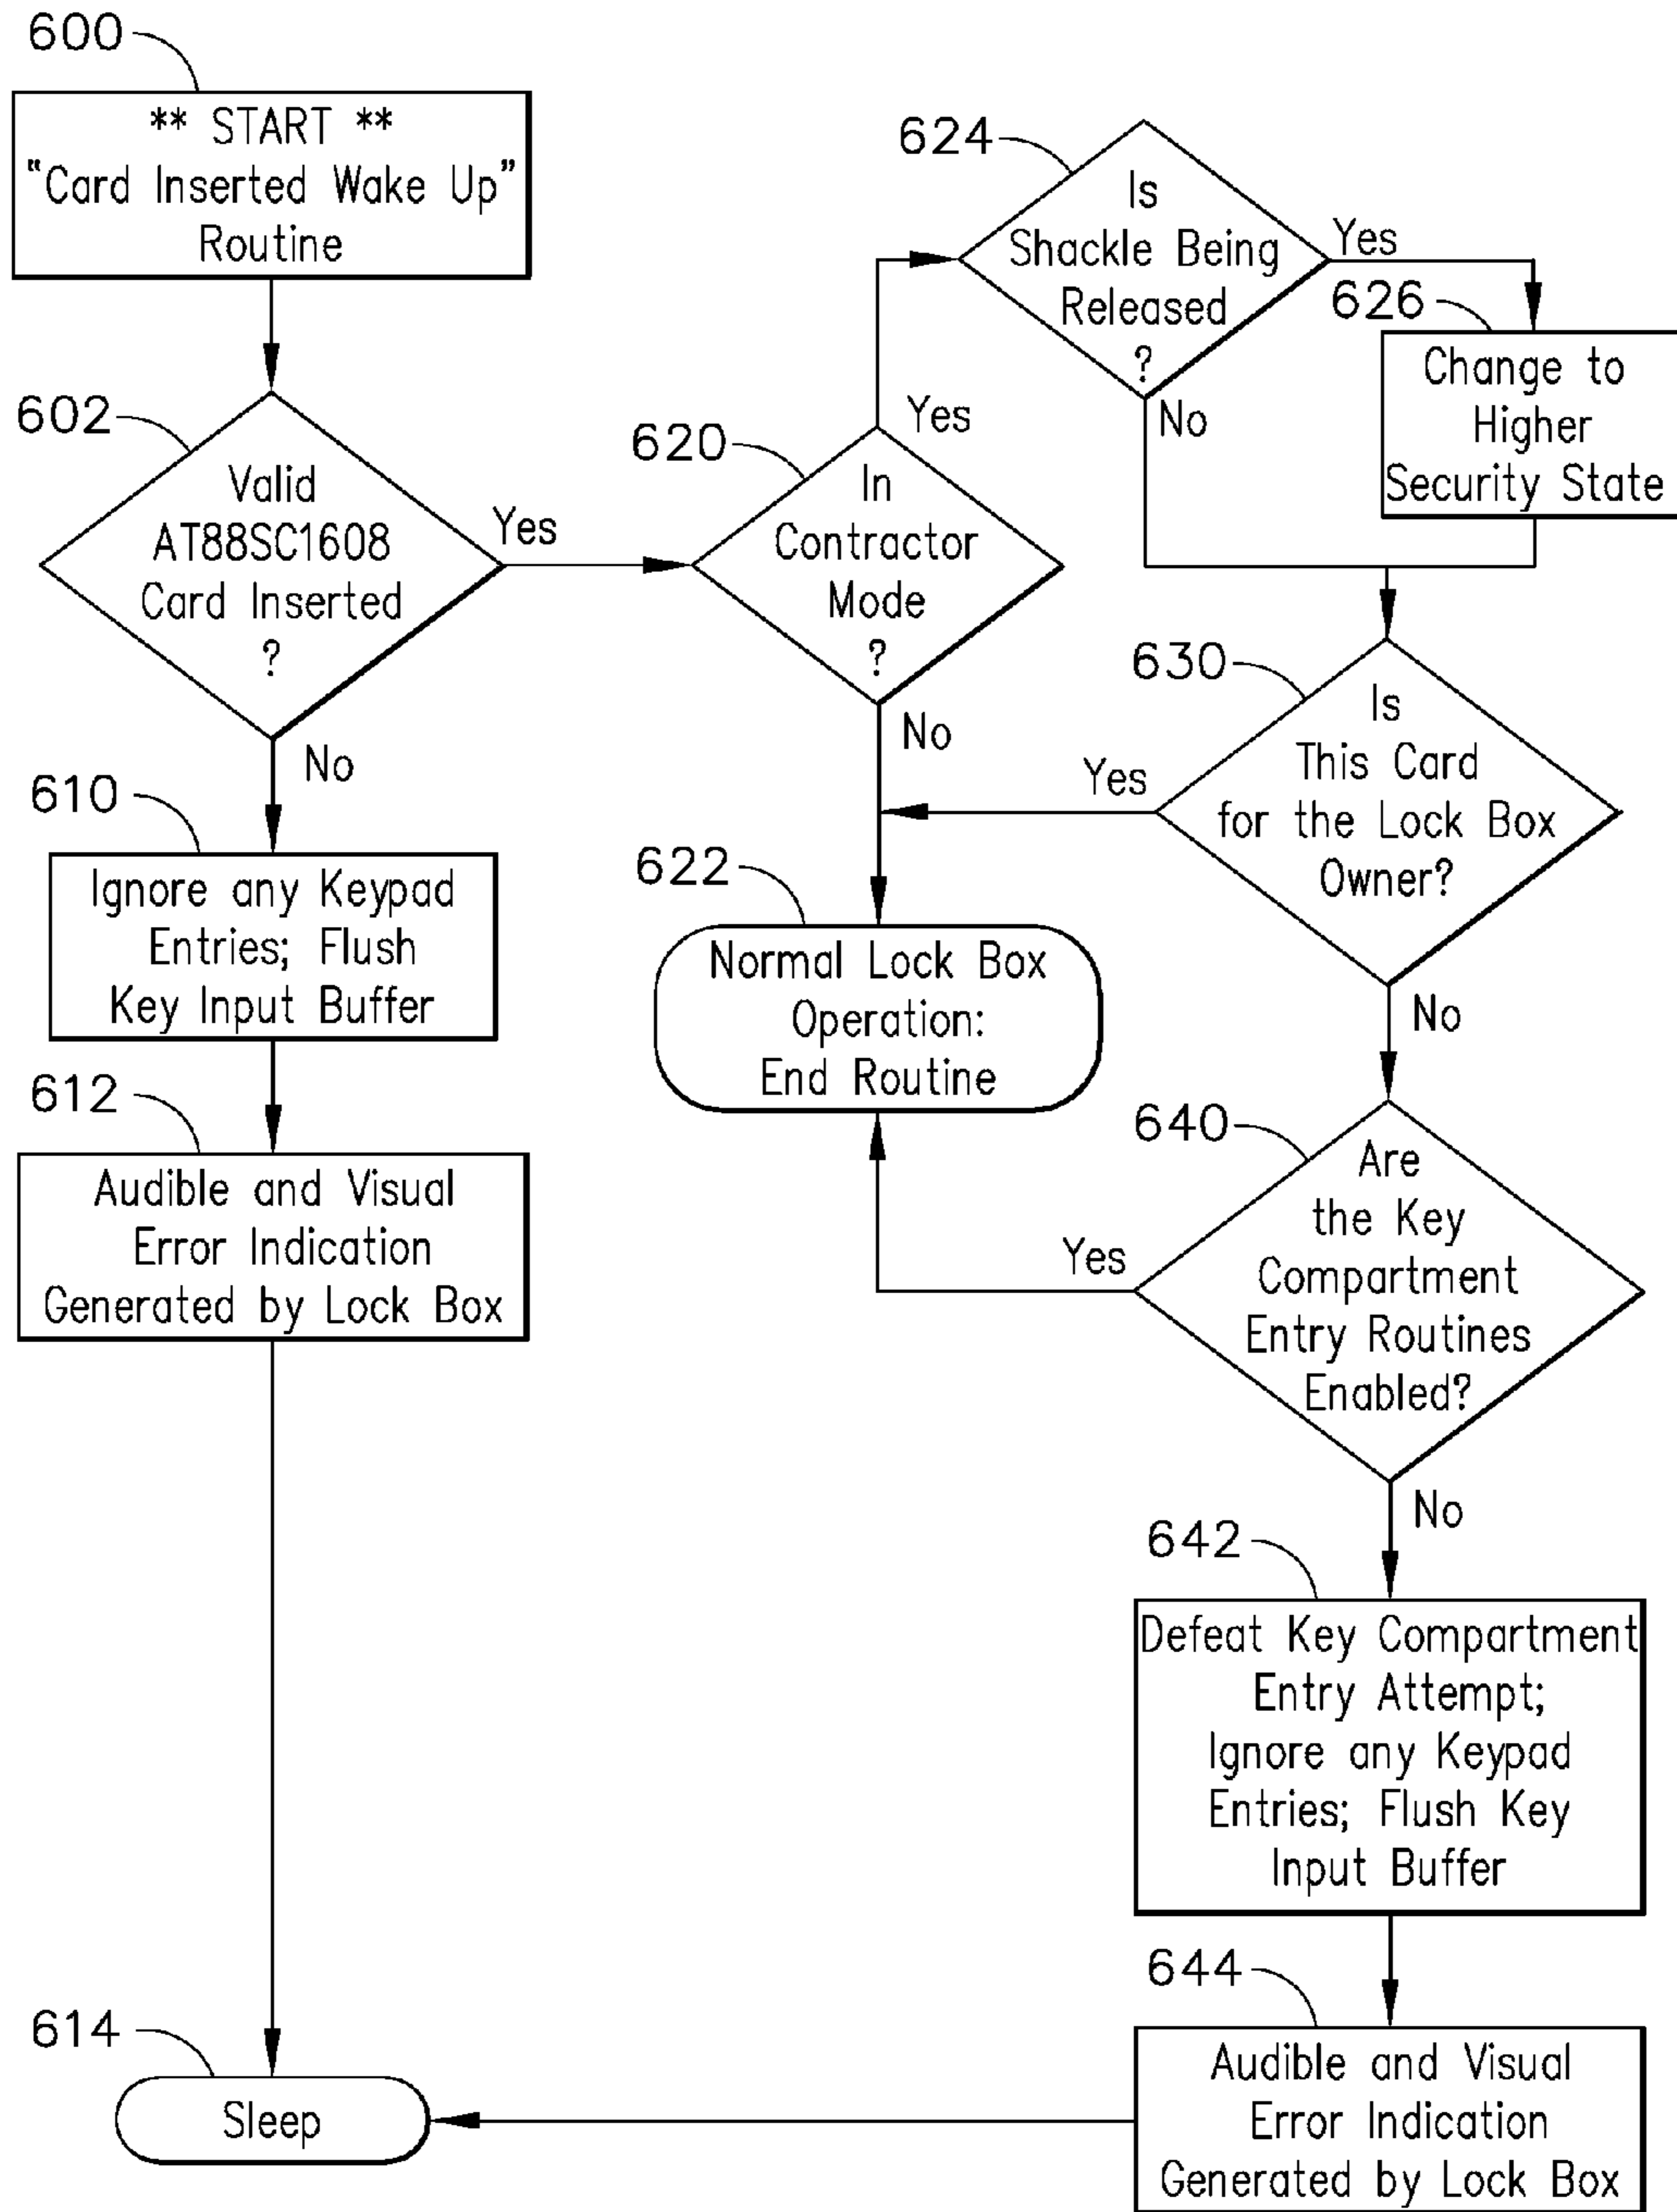 600
** START **
"Card Inserted Wake Up"
Routine
602
Valid
AT88SC1608
Card Inserted
?
Yes
No
610
Ignore any Keypad
Entries; Flush
Key Input Buffer
612
Audible and Visual
Error Indication
Generated by Lock Box
614
Sleep
620
In
Contractor
Mode
?
Yes
No
622
Normal Lock Box
Operation:
End Routine
624
Is
Shackle Being
Released
?
Yes
No
626
Change to
Higher
Security State
630
Is
This Card
for the Lock Box
Owner?
Yes
No
640
Are
the Key
Compartment
Entry Routines
Enabled?
Yes
No
642
Defeat Key Compartment
Entry Attempt;
Ignore any Keypad
Entries; Flush Key
Input Buffer
644
Audible and Visual
Error Indication
Generated by Lock Box